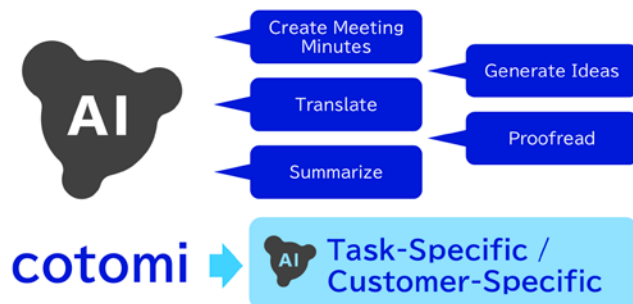 AI
Create Meeting
Minutes
Translate
Summarize
Generate Ideas
Proofread
cotomi
AI
Task-Specific /
Customer-Specific